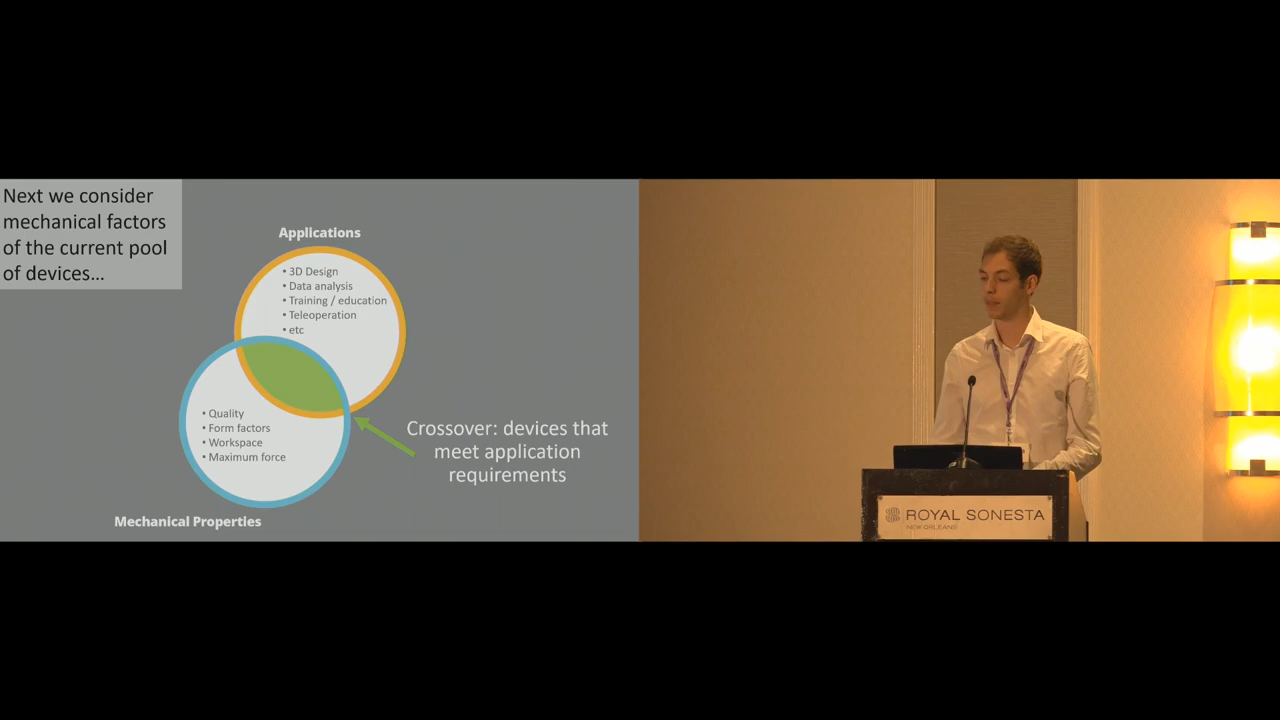 Next we consider
mechanical factors
of the current pool
of devices...
Applications
• 3D Design
• Data analysis
• Training / education
• Teleoperation
• etc
• Quality
• Form factors
• Workspace
• Maximum force
Crossover: devices that
meet application
requirements
Mechanical Properties
ROYAL SONESTA
NEW ORLEANS